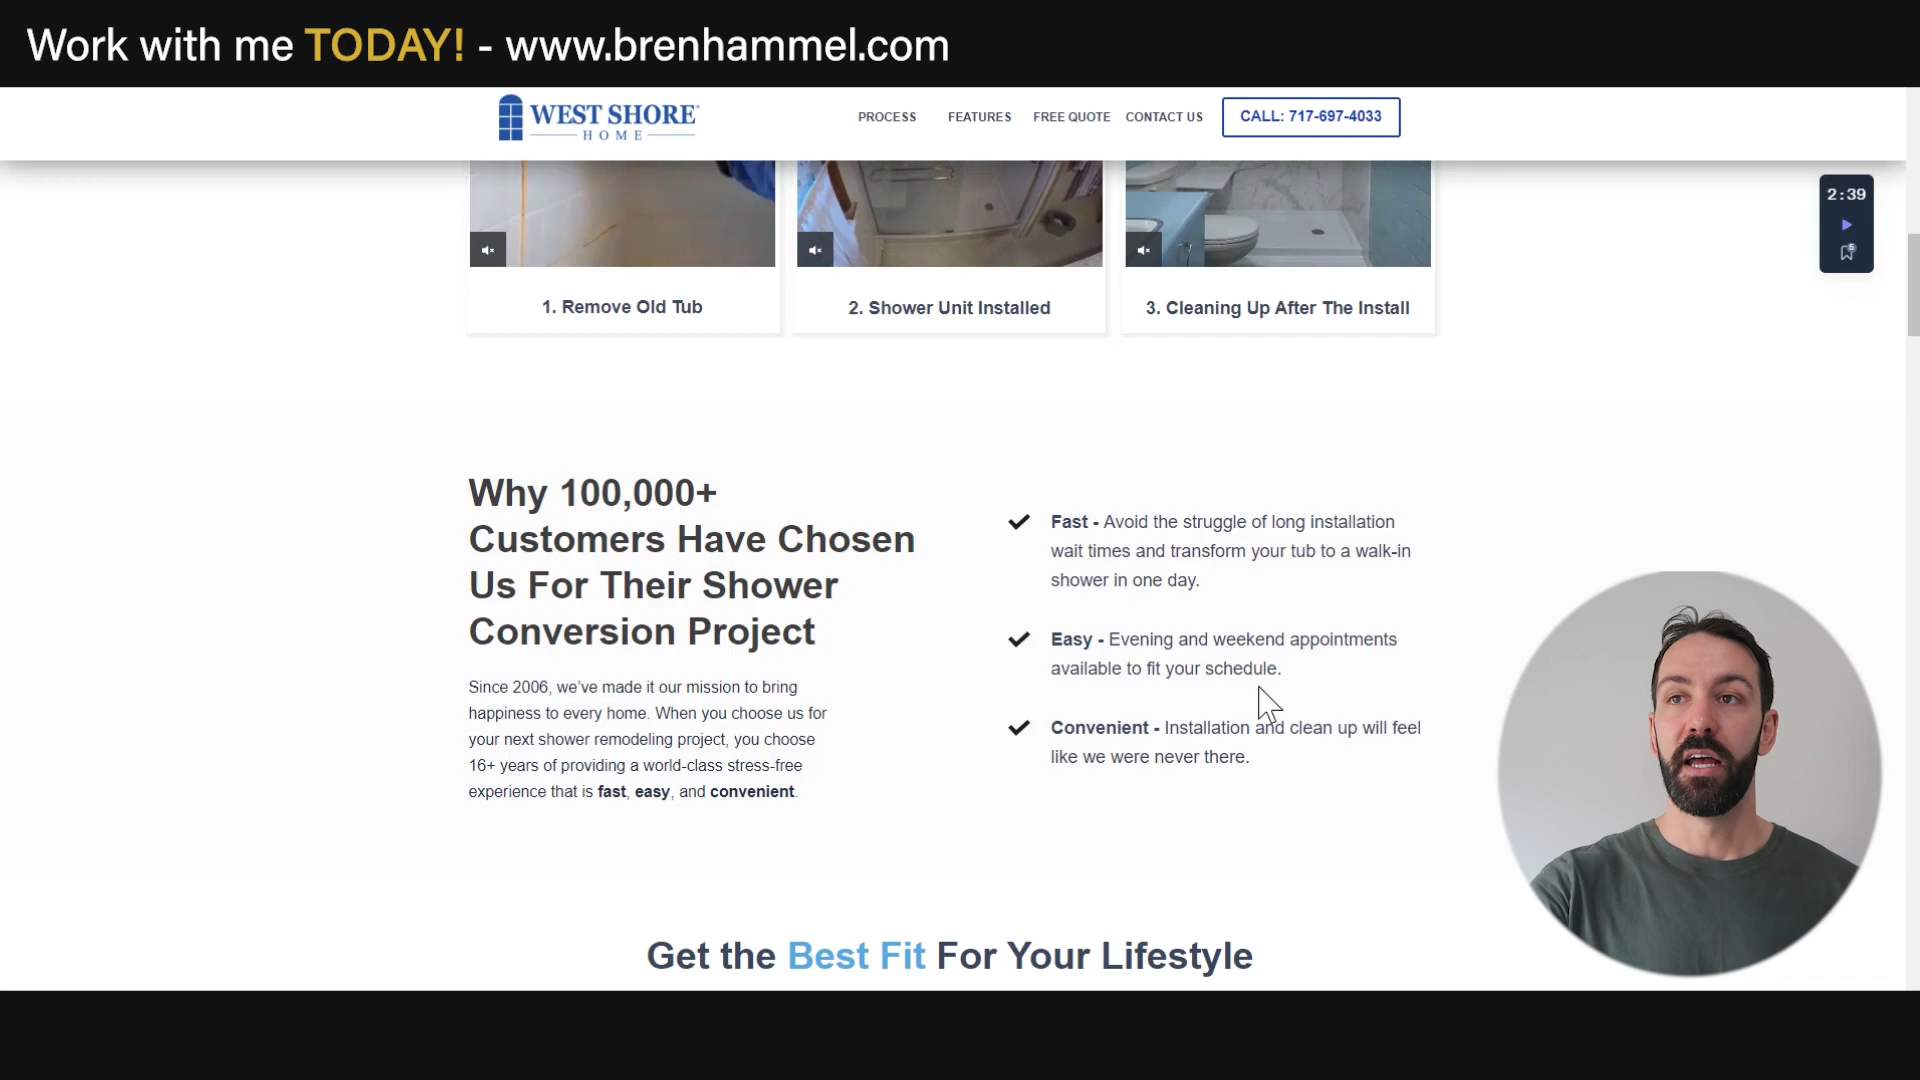 Work with me TODAY! - www.brenhammel.com
WEST SHORE
HOME
PROCESS
FEATURES
FREE QUOTE
CONTACT US
CALL: 717-697-4033
2:39
5
1. Remove Old Tub
2. Shower Unit Installed
3. Cleaning Up After The Install
Why 100,000+
Customers Have Chosen
Us For Their Shower
Conversion Project
Since 2006, we've made it our mission to bring
happiness to every home. When you choose us for
your next shower remodeling project, you choose
16+ years of providing a world-class stress-free
experience that is fast, easy, and convenient.
Fast - Avoid the struggle of long installation
wait times and transform your tub to a walk-in
shower in one day.
Easy - Evening and weekend appointments
available to fit your schedule.
Convenient - Installation and clean up will feel
like we were never there.
Get the Best Fit For Your Lifestyle